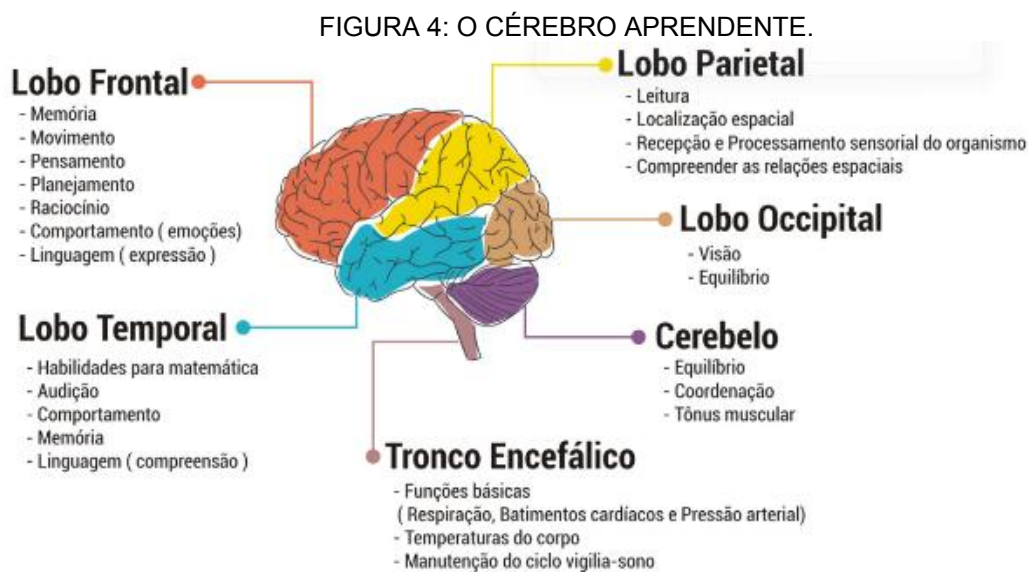 FIGURA 4: O CÉREBRO APRENDENTE.
Lobo Frontal
- Memória
- Movimento
- Pensamento
- Planejamento
- Raciocínio
- Comportamento ( emoções)
- Linguagem ( expressão )
Lobo Parietal
- Leitura
- Localização espacial
- Recepção e Processamento sensorial do organismo
- Compreender as relações espaciais
Lobo Occipital
- Visão
- Equilíbrio
Lobo Temporal
- Habilidades para matemática
- Audição
- Comportamento
- Memória
- Linguagem ( compreensão )
Cerebelo
- Equilíbrio
- Coordenação
- Tônus muscular
Tronco Encefálico
- Funções básicas
( Respiração, Batimentos cardíacos e Pressão arterial)
- Temperaturas do corpo
- Manutenção do ciclo vigilia-sono